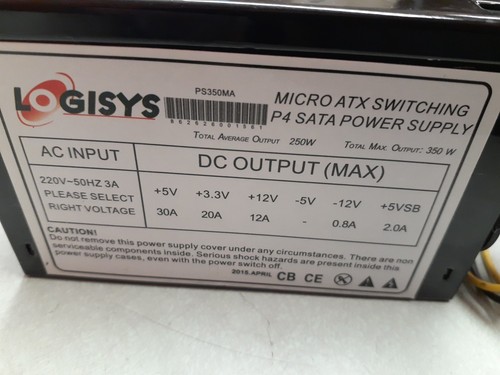 LOGISYS
PS350MA
MICRO ATX SWITCHING
P4 SATA POWER SUPPLY
TOTAL AVERAGE OUTPUT 250W TOTAL MAX. OUTPUT: 350 W
AC INPUT
DC OUTPUT (MAX)
220V~50HZ 3A
PLEASE SELECT
RIGHT VOLTAGE
+5V +3.3V +12V -5V -12V +5VSB
30A 20A 12A - 0.8A 2.0A
CAUTION!
Do not remove this power supply cover under any circumstances. There are non
serviceable components inside. Serious shock hazards are present inside this
power supply cases, even with the power switch off.
2015.APRIL CB CE